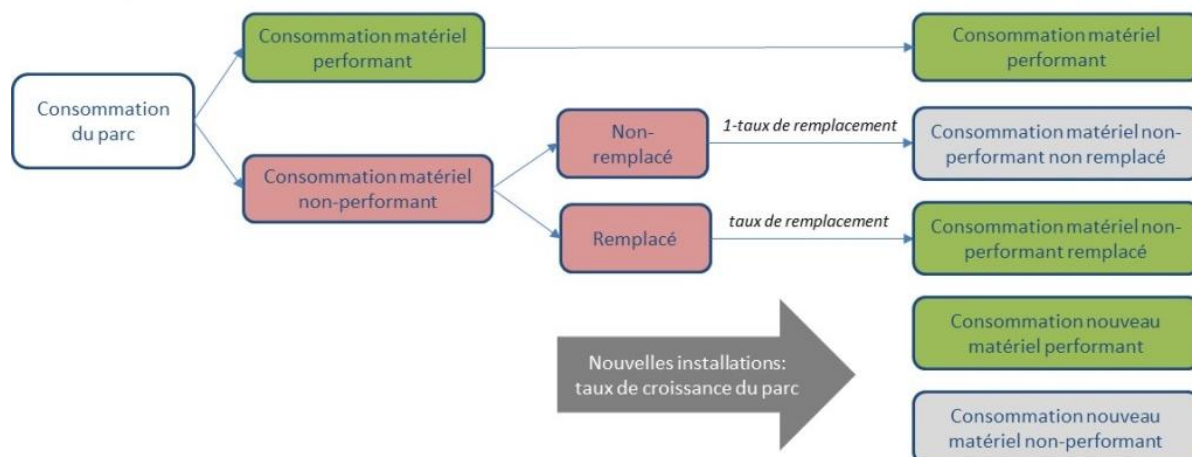 Consommation
du parc
Consommation matériel
performant
Consommation matériel
performant
Consommation matériel
non-performant
Non-
remplacé
1-taux de remplacement
Consommation matériel non-
performant non remplacé
Remplacé
taux de remplacement
Consommation matériel non-
performant remplacé
Nouvelles installations:
taux de croissance du parc
Consommation nouveau
matériel performant
Consommation nouveau
matériel non-performant